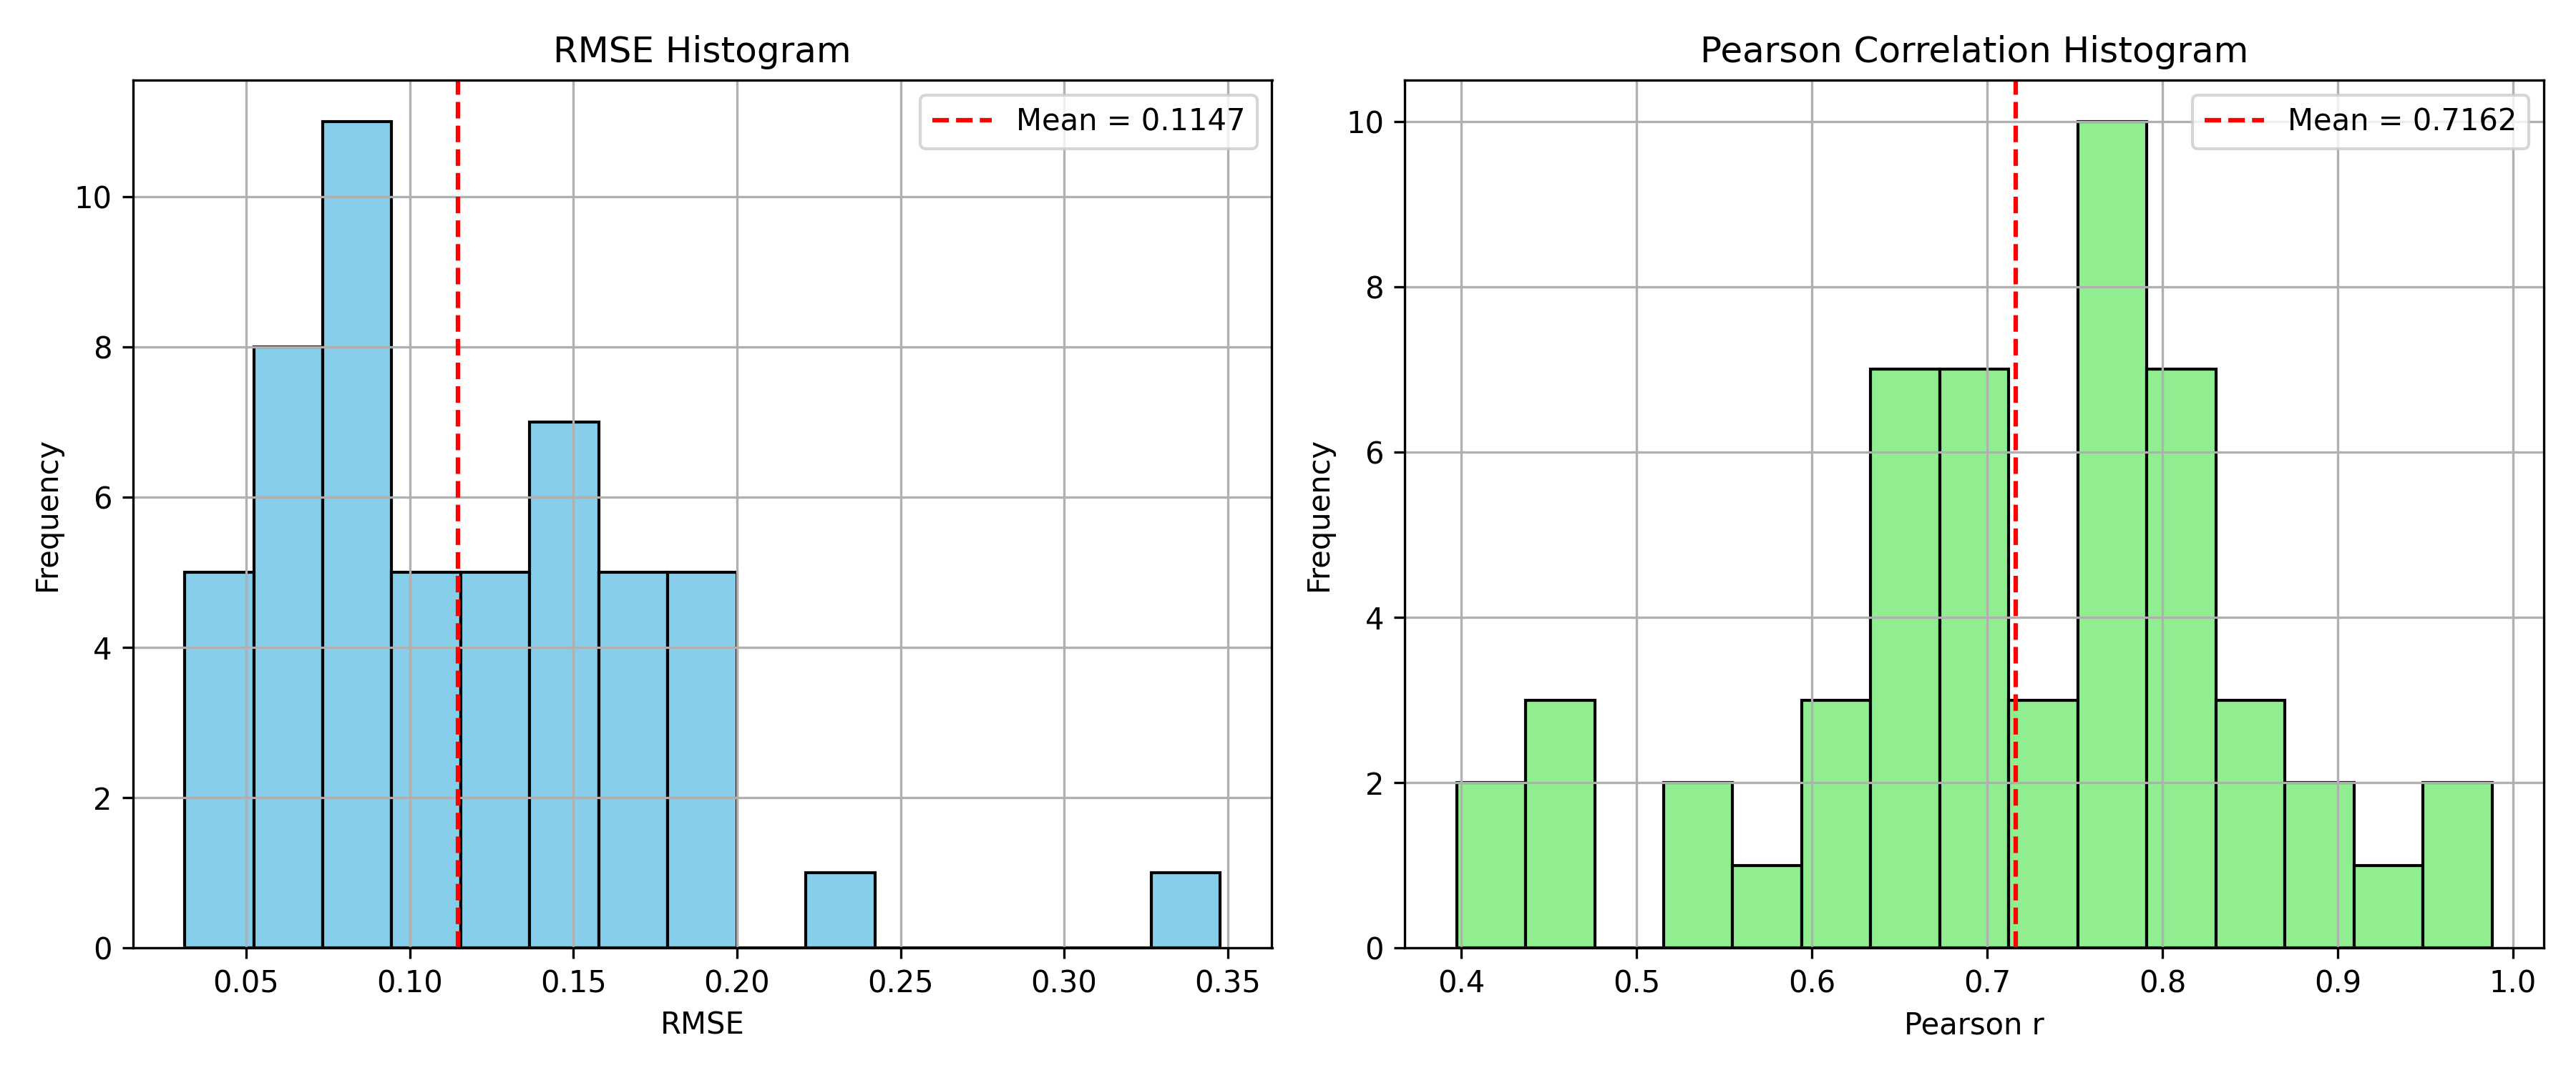 RMSE Histogram
Mean = 0.1147
Frequency
10
8
6
4
2
0
0.05 0.10 0.15 0.20 0.25 0.30 0.35
RMSE
Pearson Correlation Histogram
Mean = 0.7162
Frequency
10
8
6
4
2
0
0.4 0.5 0.6 0.7 0.8 0.9 1.0
Pearson r